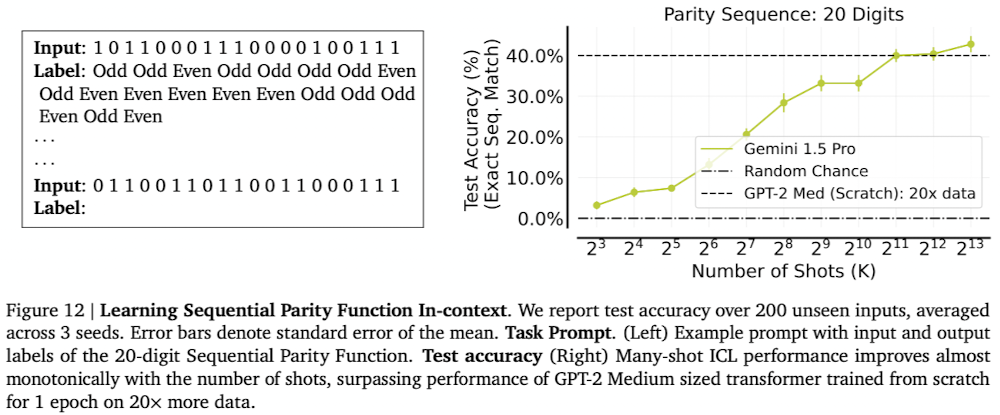 Input: 1 0 1 1 0 0 0 1 1 1 0 0 0 0 1 0 0 1 1 1
Label: Odd Odd Even Odd Odd Odd Odd Even
Odd Even Even Even Even Even Odd Odd Odd
Even Odd Even
...
...
Input: 0 1 1 0 0 1 1 0 1 1 0 0 1 1 0 0 0 1 1 1
Label:
Parity Sequence: 20 Digits
Test Accuracy (%)
(Exact Seq. Match)
40.0%
30.0%
20.0%
10.0%
0.0%
Gemini 1.5 Pro
Random Chance
GPT-2 Med (Scratch): 20x data
2³ 2⁴ 2⁵ 2⁶ 2⁷ 2⁸ 2⁹ 2¹⁰ 2¹¹ 2¹² 2¹³
Number of Shots (K)
Figure 12 | Learning Sequential Parity Function In-context. We report test accuracy over 200 unseen inputs, averaged
across 3 seeds. Error bars denote standard error of the mean. Task Prompt. (Left) Example prompt with input and output
labels of the 20-digit Sequential Parity Function. Test accuracy (Right) Many-shot ICL performance improves almost
monotonically with the number of shots, surpassing performance of GPT-2 Medium sized transformer trained from scratch
for 1 epoch on 20× more data.